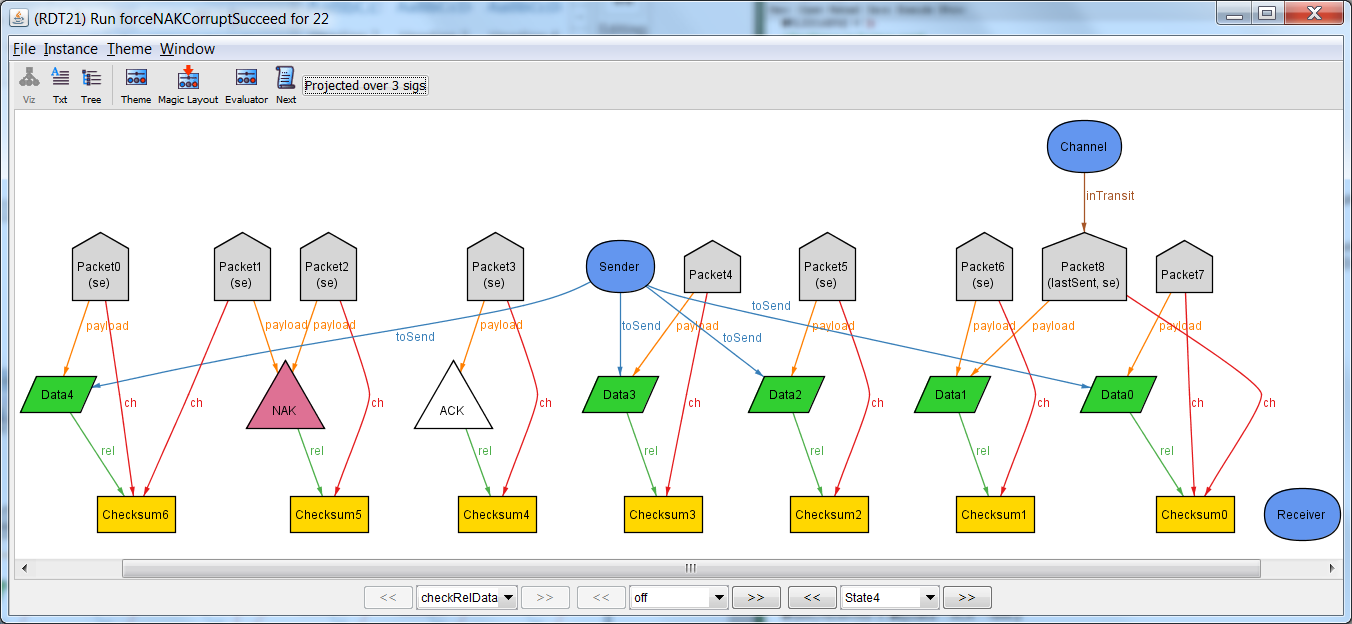 (RDT21) Run forceNAKCorruptSucceed for 22
File Instance Theme Window
Viz Txt Tree Theme Magic Layout Evaluator Next Projected over 3 sigs
Channel
inTransit
Packet0 (se)
Packet1 (se)
Packet2 (se)
Packet3 (se)
Sender
Packet4
Packet5 (se)
Packet6 (se)
Packet8 (lastSent, se)
Packet7
toSend
payload payload payload payload toSend payload payload payload payload payload
toSend toSend
Data4 NAK ACK Data3 Data2 Data1 Data0
ch ch ch ch ch ch ch ch ch
rel rel rel rel rel rel rel
Checksum6 Checksum5 Checksum4 Checksum3 Checksum2 Checksum1 Checksum0 Receiver
<< checkRelData >> << off >> << State4 >>